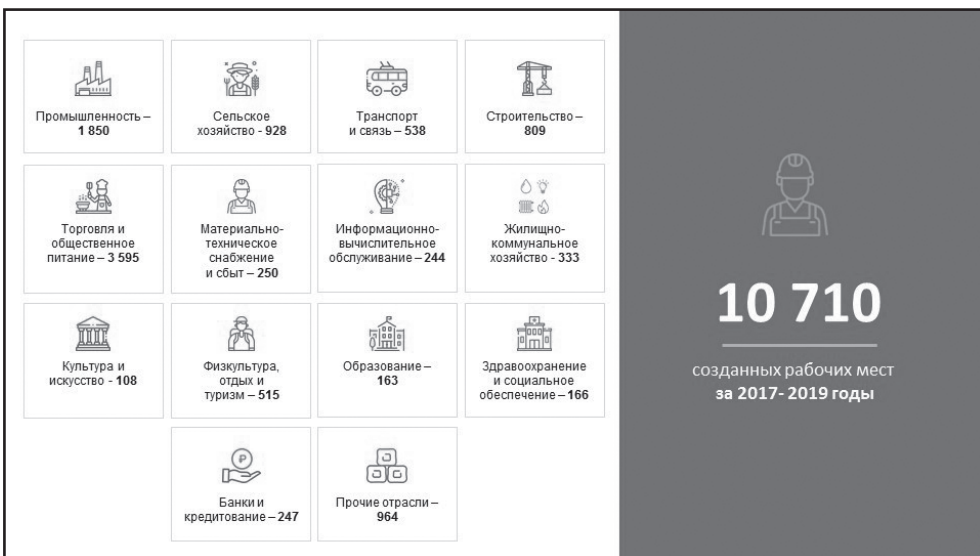 Промышленность –
1 850
Сельское
хозяйство - 928
Транспорт
и связь – 538
Строительство –
809
Торговля и
общественное
питание – 3 595
Материально-
техническое
снабжение
и сбыт – 250
Информационно-
вычислительное
обслуживание – 244
Жилищно-
коммунальное
хозяйство - 333
Культура и
искусство - 108
Физкультура,
отдых и
туризм – 515
Образование –
163
Здравоохранение
и социальное
обеспечение – 166
₽
Банки и
кредитование – 247
Прочие отрасли –
964
10 710
созданных рабочих мест
за 2017- 2019 годы